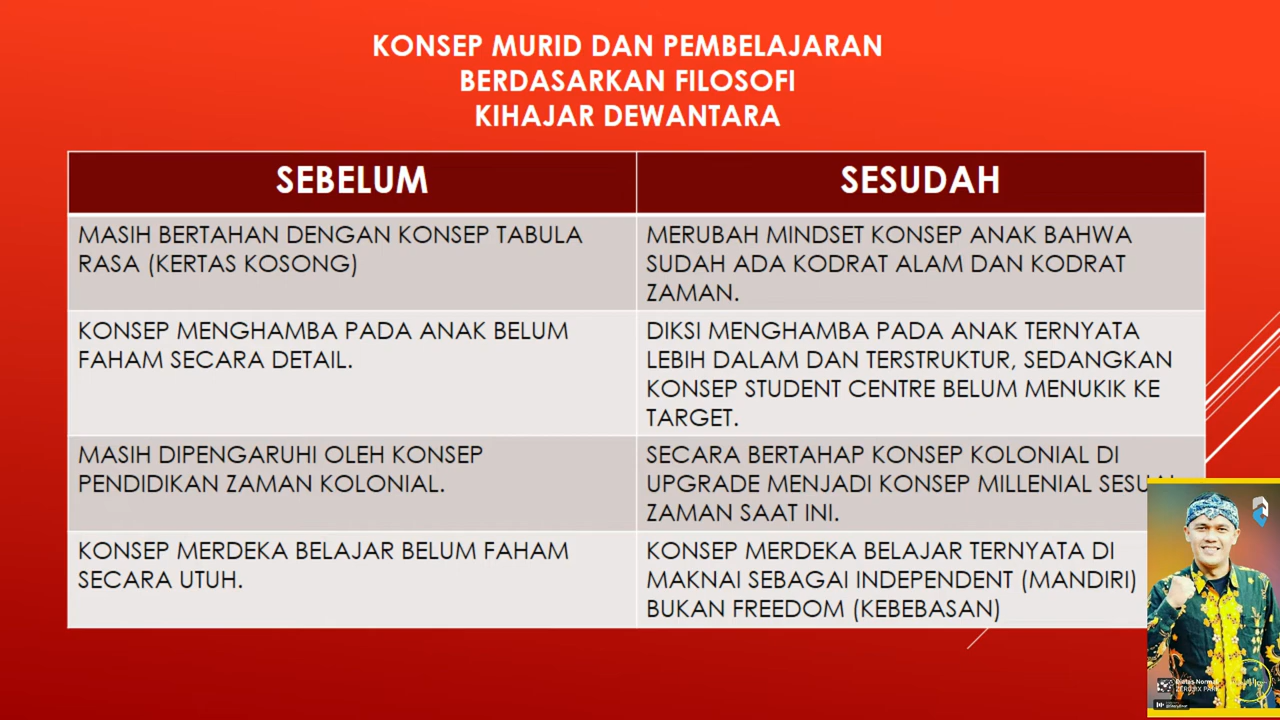 KONSEP MURID DAN PEMBELAJARAN
BERDASARKAN FILOSOFI
KIHAJAR DEWANTARA
SEBELUM
SESUDAH
MASIH BERTAHAN DENGAN KONSEP TABULA
RASA (KERTAS KOSONG)
MERUBAH MINDSET KONSEP ANAK BAHWA
SUDAH ADA KODRAT ALAM DAN KODRAT
ZAMAN.
KONSEP MENGHAMBA PADA ANAK BELUM
FAHAM SECARA DETAIL.
DIKSI MENGHAMBA PADA ANAK TERNYATA
LEBIH DALAM DAN TERSTRUKTUR, SEDANGKAN
KONSEP STUDENT CENTRE BELUM MENUKIK KE
TARGET.
MASIH DIPENGARUHI OLEH KONSEP
PENDIDIKAN ZAMAN KOLONIAL.
SECARA BERTAHAP KONSEP KOLONIAL DI
UPGRADE MENJADI KONSEP MILLENIAL SESUAI
ZAMAN SAAT INI.
KONSEP MERDEKA BELAJAR BELUM FAHAM
SECARA UTUH.
KONSEP MERDEKA BELAJAR TERNYATA DI
MAKNAI SEBAGAI INDEPENDENT (MANDIRI)
BUKAN FREEDOM (KEBEBASAN)